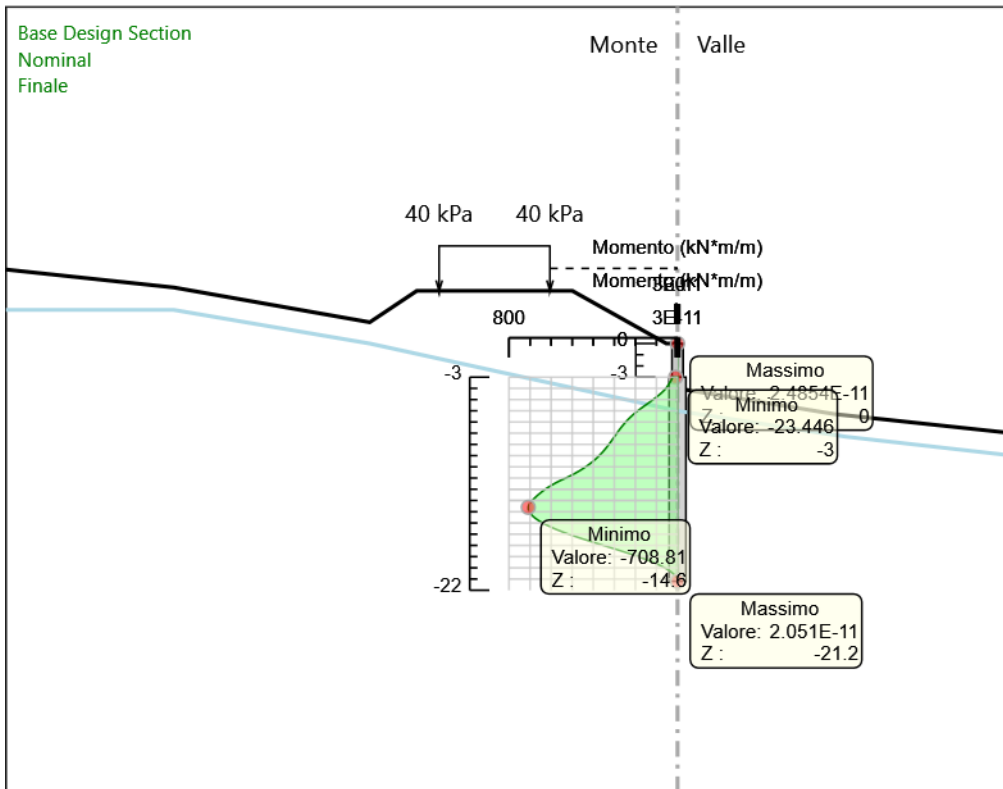 Base Design Section
Nominal
Finale
Monte
Valle
40 kPa
40 kPa
Momento (kN*m/m)
Momento (kN*m/m)
800
3E-11
0
-3
-3
-22
Massimo
Valore: 2.4854E-11
Z : 0
Minimo
Valore: -23.446
Z : -3
Minimo
Valore: -708.81
Z : -14.6
Massimo
Valore: 2.051E-11
Z : -21.2